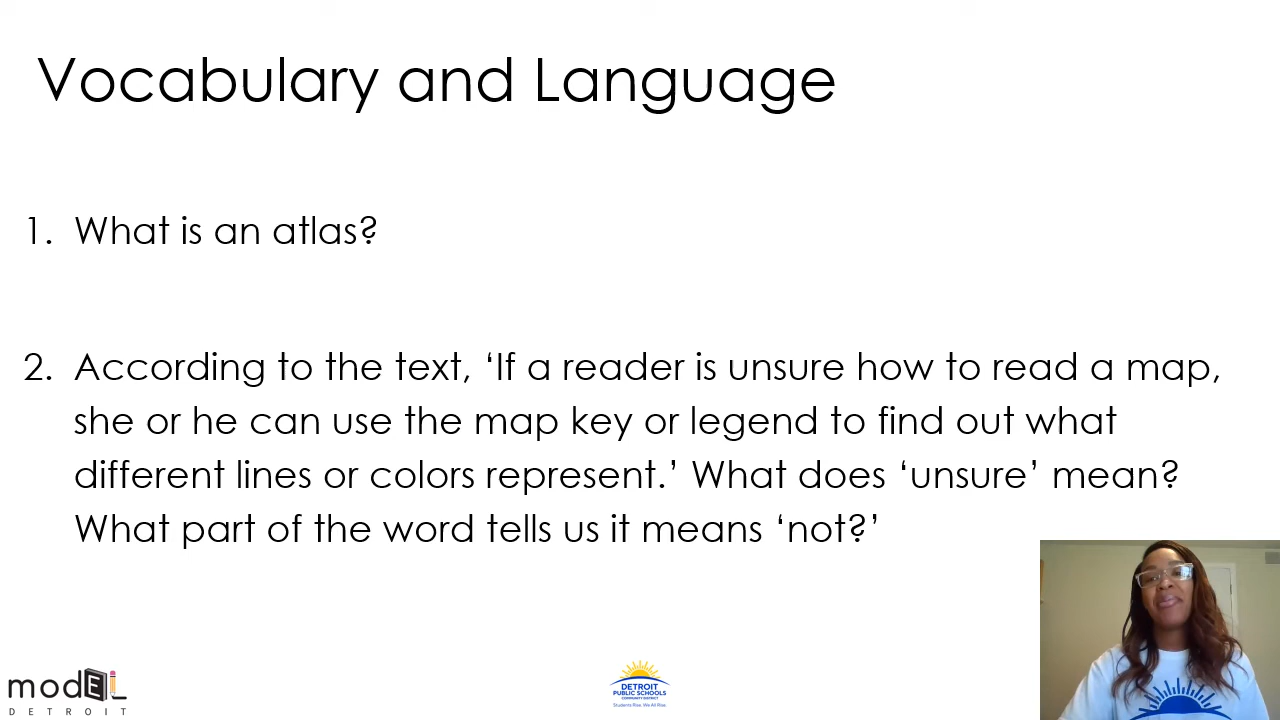 Vocabulary and Language
1. What is an atlas?
2. According to the text, ‘If a reader is unsure how to read a map,
she or he can use the map key or legend to find out what
different lines or colors represent.’ What does ‘unsure’ mean?
What part of the word tells us it means ‘not?’
modEL
DETROIT
DETROIT
PUBLIC SCHOOLS
COMMUNITY DISTRICT
Students Rise. We All Rise.